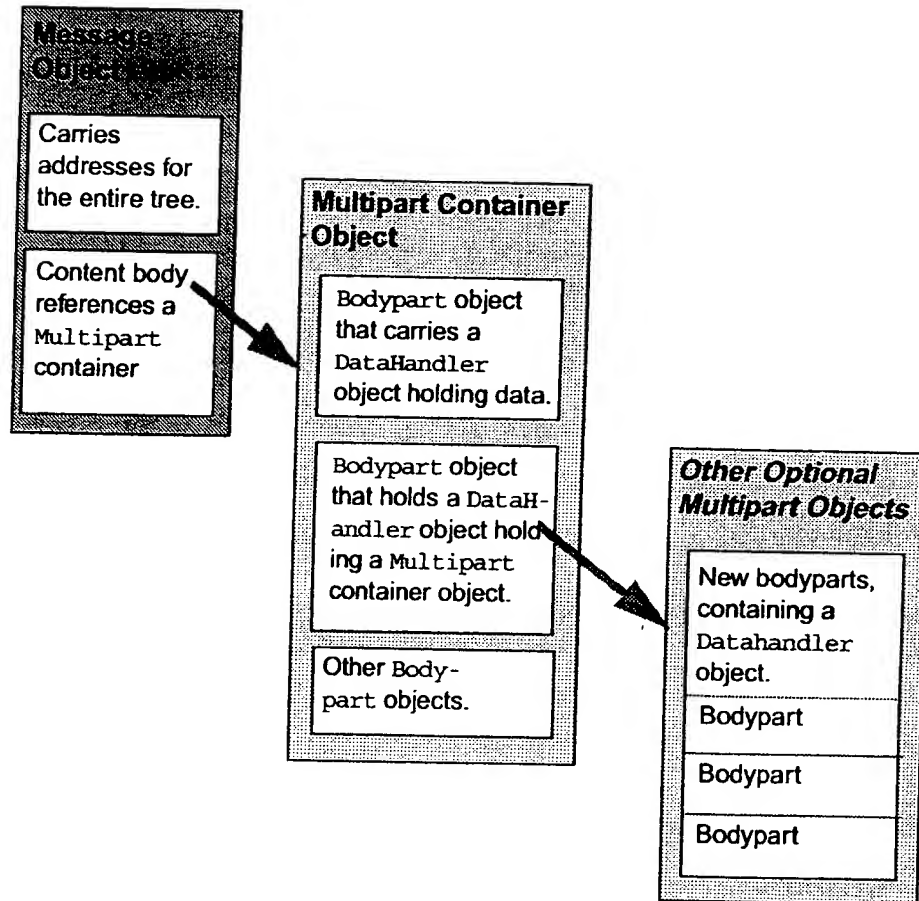 Message
Object
Carries
addresses for
the entire tree.
Content body
references a
Multipart
container
Multipart Container
Object
Bodypart object
that carries a
DataHandler
object holding data.
Bodypart object
that holds a DataH-
andler object hold
ing a Multipart
container object.
Other Body-
part objects.
Other Optional
Multipart Objects
New bodyparts,
containing a
Datahandler
object.
Bodypart
Bodypart
Bodypart